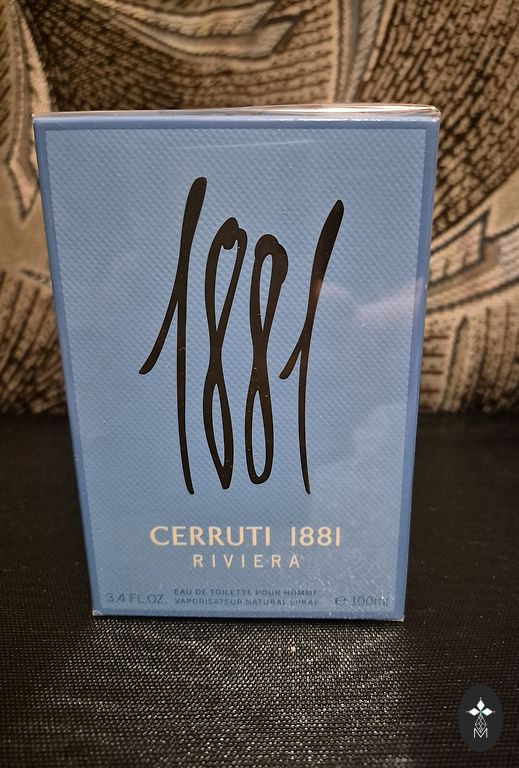 1881
CERRUTI 1881
RIVIERA
3.4 FL.OZ. EAU DE TOILETTE POUR HOMME
VAPORISATEUR NATURAL SPRAY ℮ 100ml
M